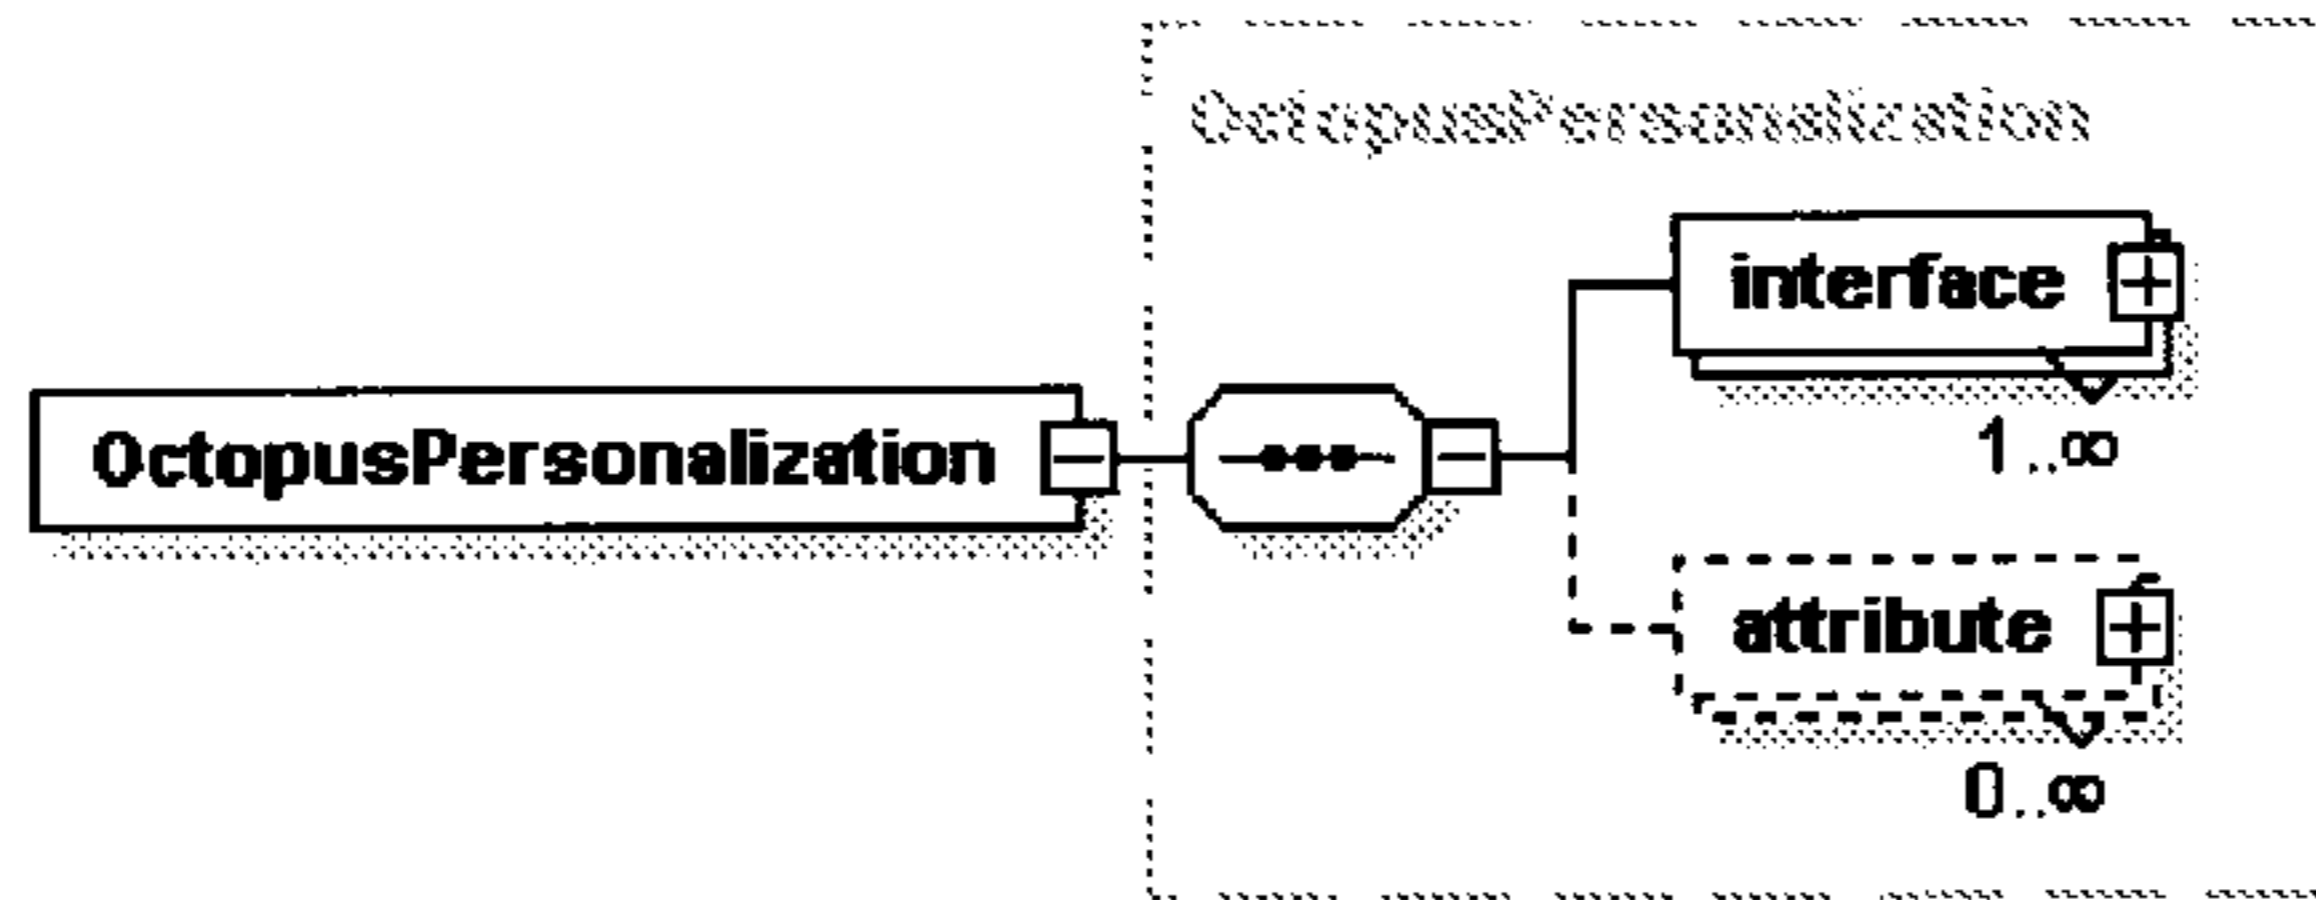 OctopusPersonalization
interface
1..∞
OctopusPersonalization
attribute
0..∞